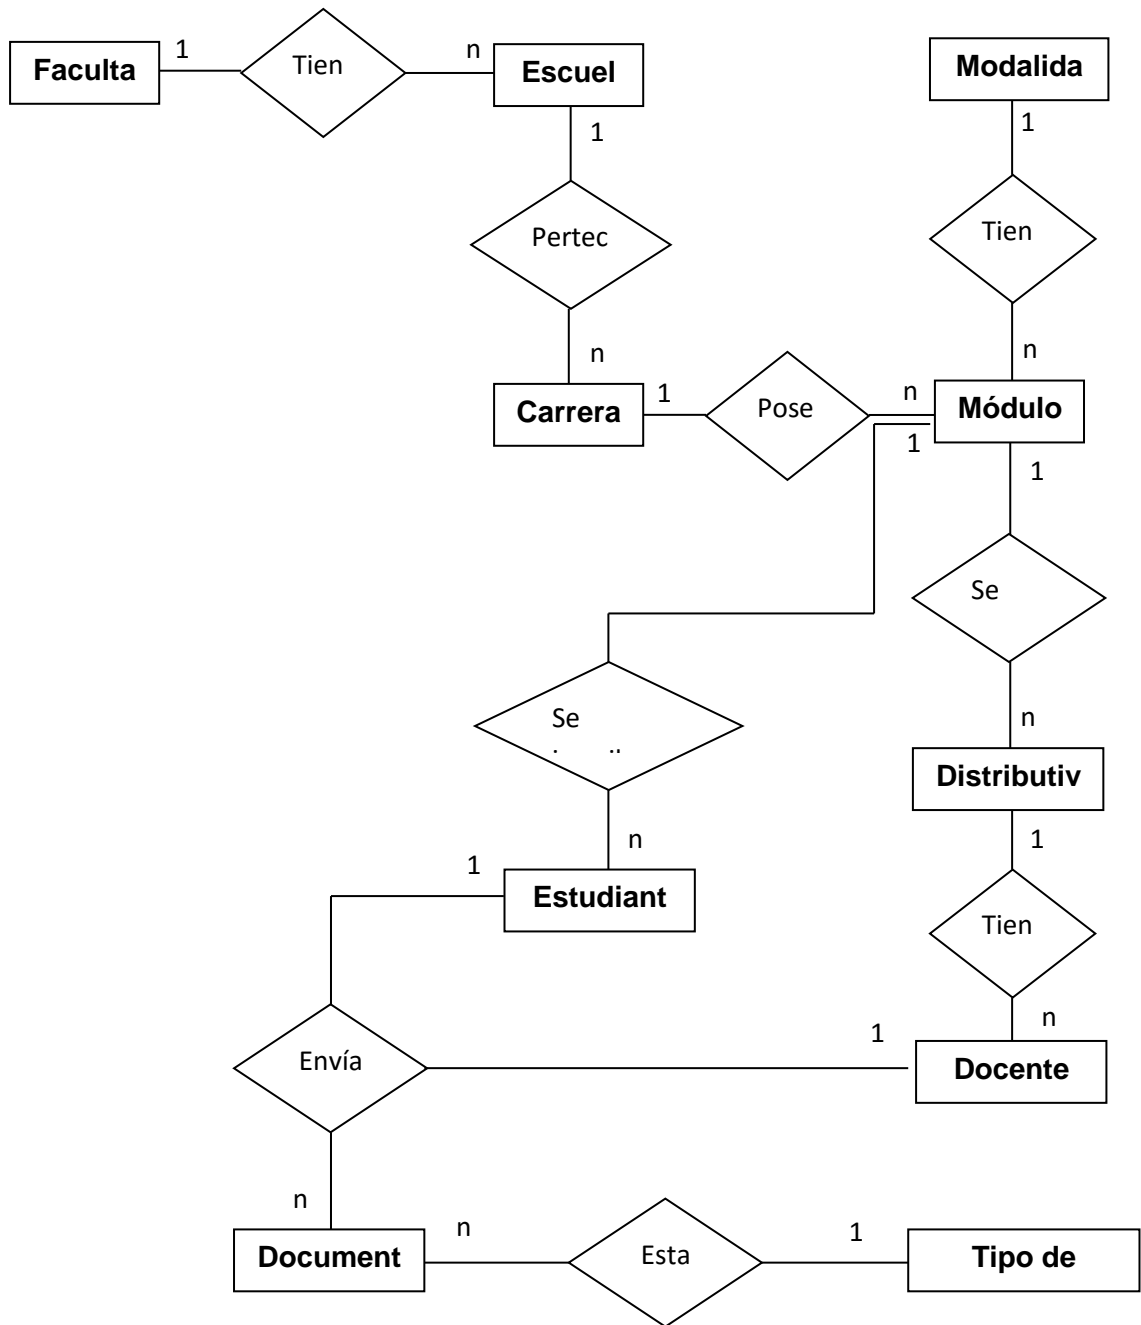 Faculta
1
Tien
n
Escuel
Modalida
1
1
Pertec
Tien
n
n
Carrera
1
Pose
n
Módulo
1
1
Se
Se
n
Distributiv
n
1
1
Estudiant
Tien
n
1
Envía
Docente
n
Document
n
Esta
1
Tipo de